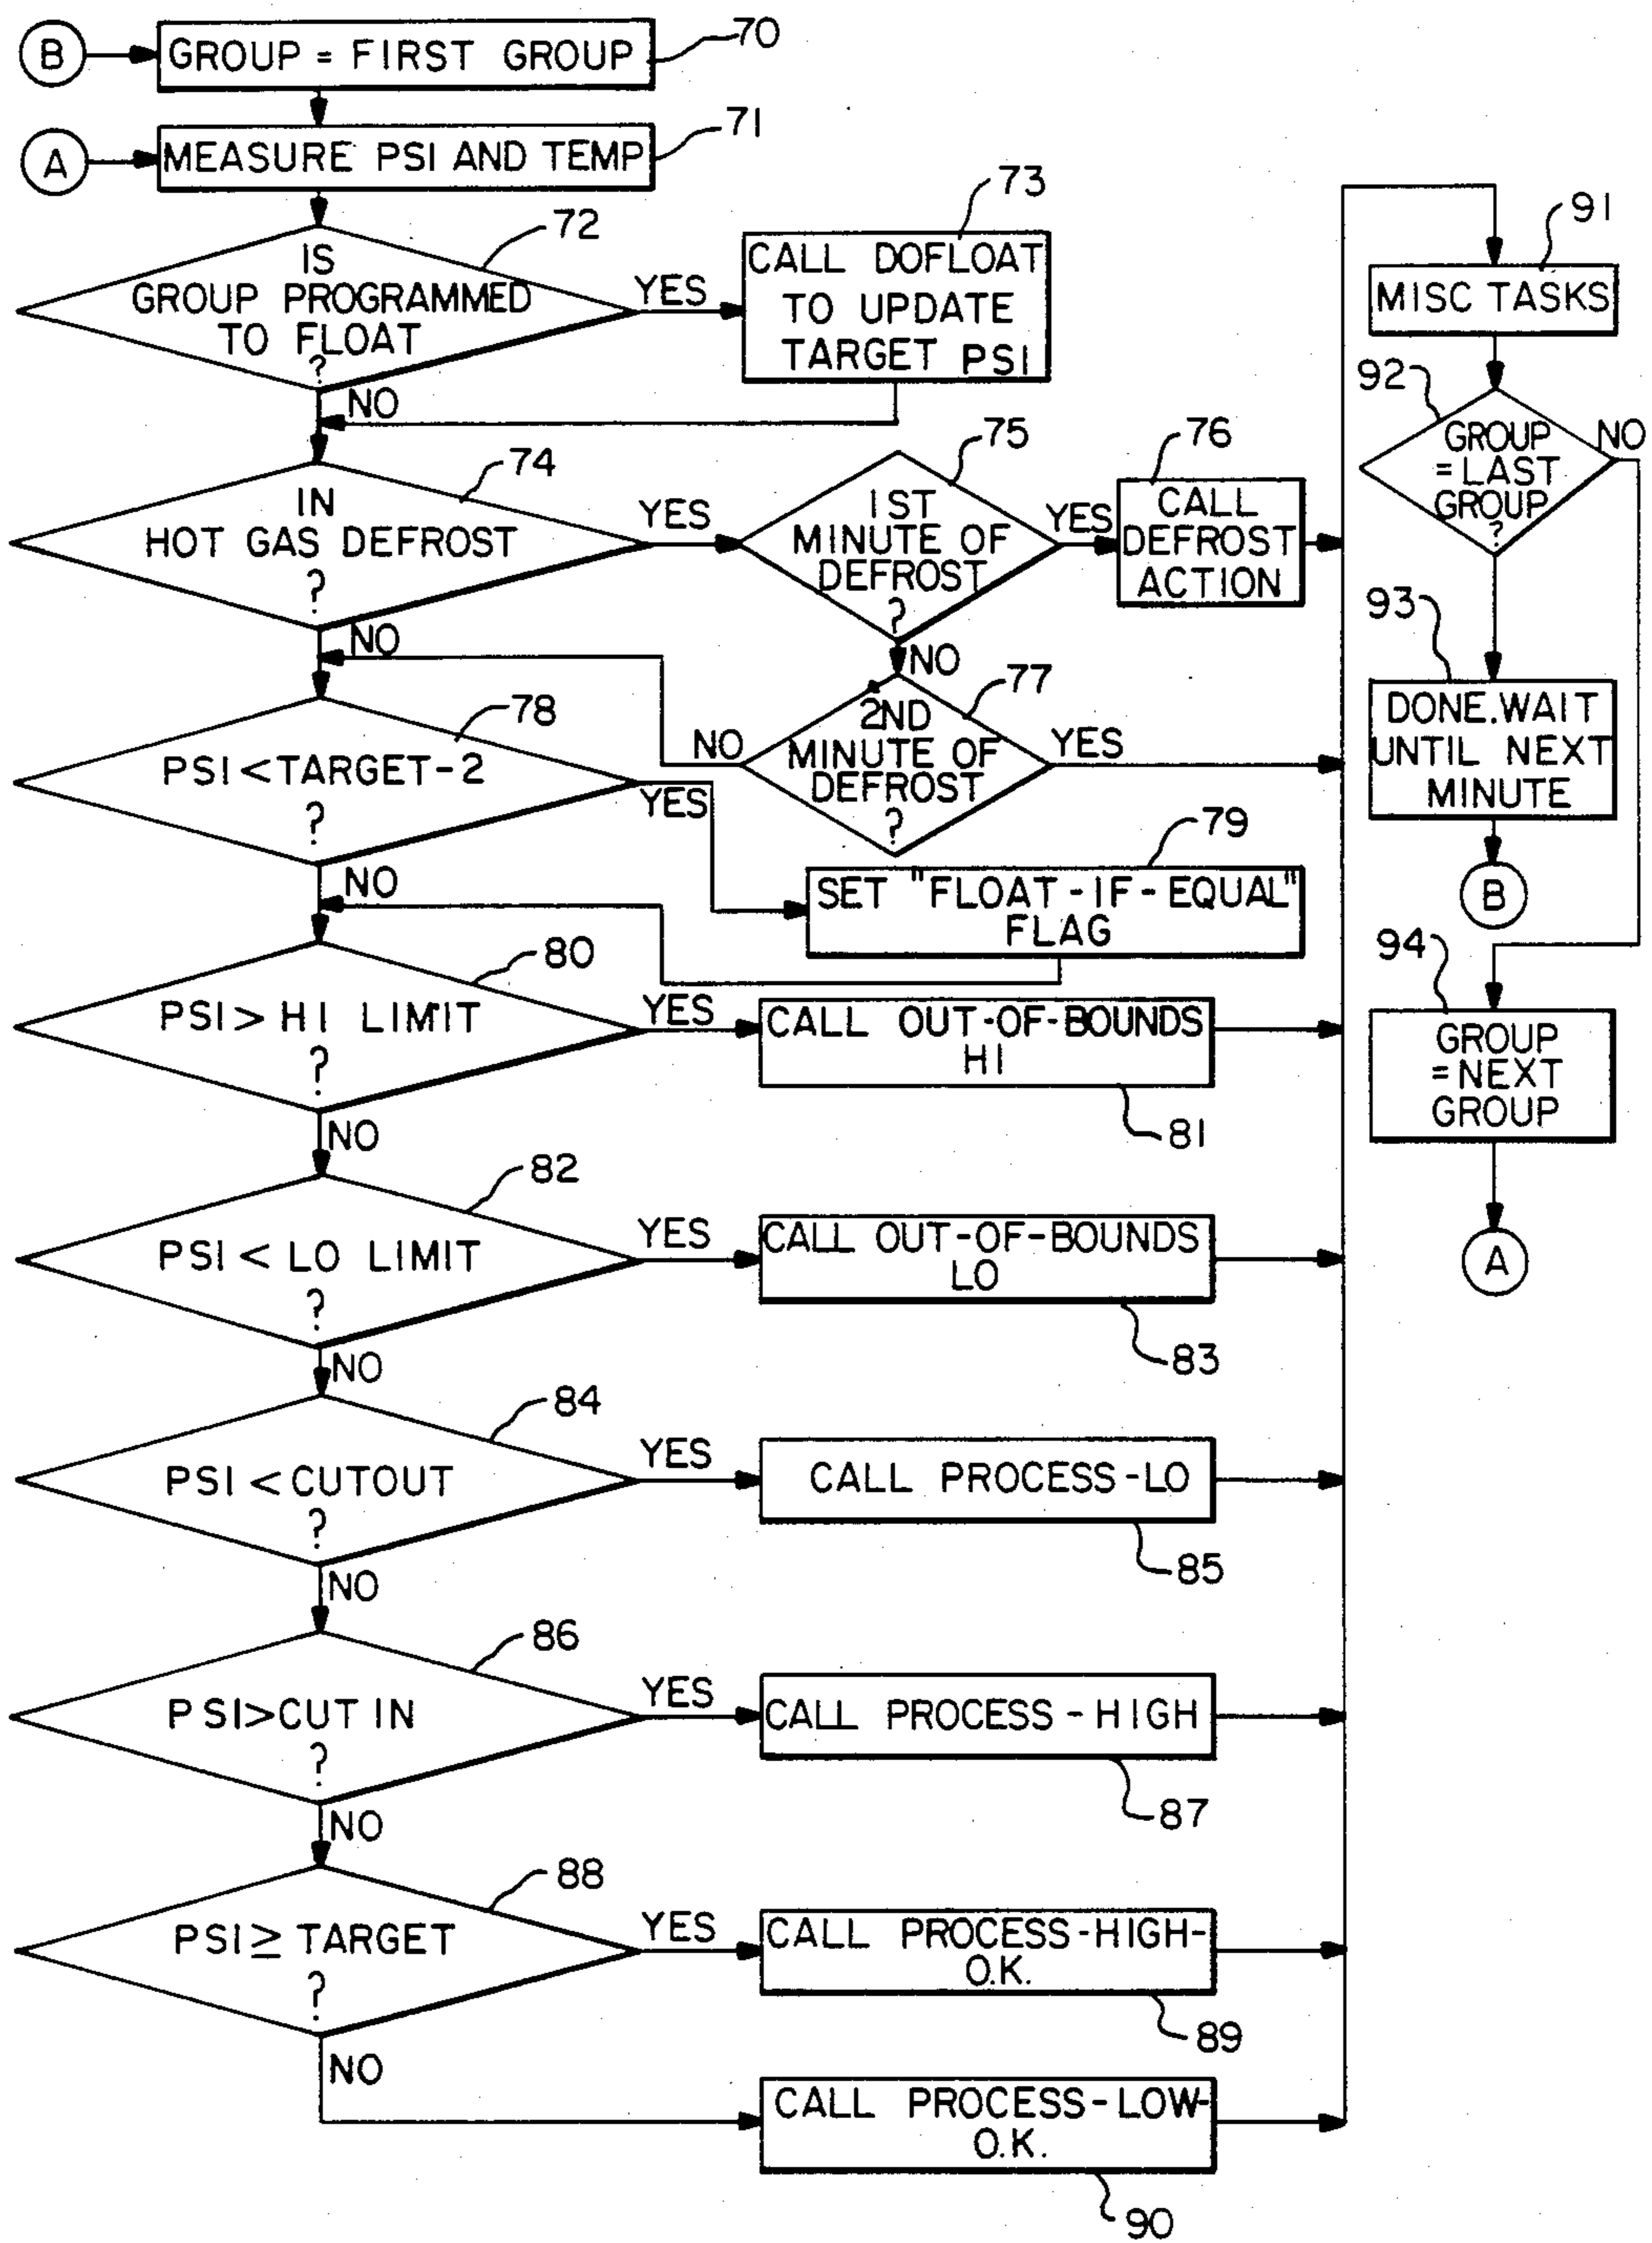 B
GROUP = FIRST GROUP
70
A
MEASURE PSI AND TEMP
71
IS
GROUP PROGRAMMED
TO FLOAT
?
72
YES
NO
CALL DOFLOAT
TO UPDATE
TARGET PSI
73
IN
HOT GAS DEFROST
?
74
YES
NO
1ST
MINUTE OF
DEFROST
?
75
YES
NO
CALL
DEFROST
ACTION
76
2ND
MINUTE OF
DEFROST
?
77
NO
YES
PSI < TARGET-2
?
78
YES
NO
SET "FLOAT-IF-EQUAL"
FLAG
79
PSI > HI LIMIT
?
80
YES
NO
CALL OUT-OF-BOUNDS
HI
81
PSI < LO LIMIT
?
82
YES
NO
CALL OUT-OF-BOUNDS
LO
83
PSI < CUTOUT
?
84
YES
NO
CALL PROCESS-LO
85
PSI > CUT IN
?
86
YES
NO
CALL PROCESS-HIGH
87
PSI ≥ TARGET
?
88
YES
NO
CALL PROCESS-HIGH-
O.K.
89
CALL PROCESS-LOW-
O.K.
90
MISC TASKS
91
GROUP
= LAST
GROUP
?
92
NO
DONE. WAIT
UNTIL NEXT
MINUTE
93
B
GROUP
= NEXT
GROUP
94
A